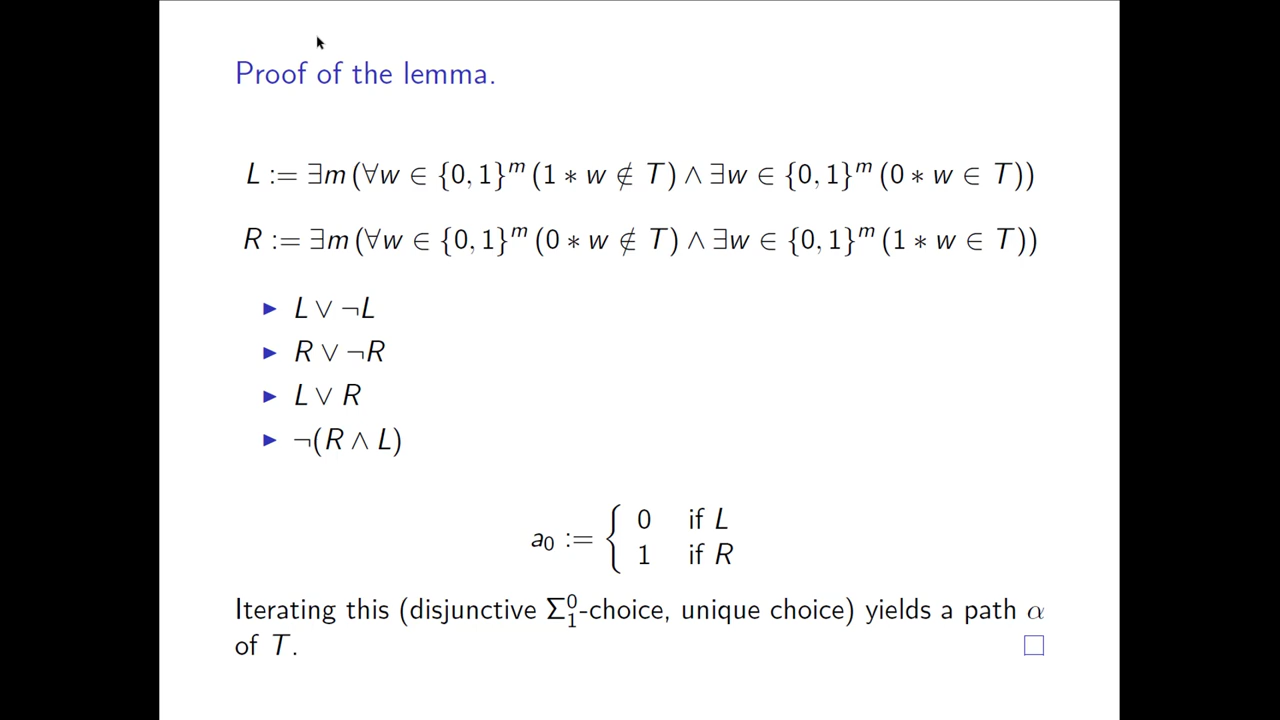 Proof of the lemma.
L := ∃m (∀w ∈ {0, 1}^m (1 ∗ w ∉ T) ∧ ∃w ∈ {0, 1}^m (0 ∗ w ∈ T))
R := ∃m (∀w ∈ {0, 1}^m (0 ∗ w ∉ T) ∧ ∃w ∈ {0, 1}^m (1 ∗ w ∈ T))
▶ L ∨ ¬L
▶ R ∨ ¬R
▶ L ∨ R
▶ ¬(R ∧ L)
a₀ := { 0 if L
1 if R
Iterating this (disjunctive Σ⁰₁-choice, unique choice) yields a path α
of T. □